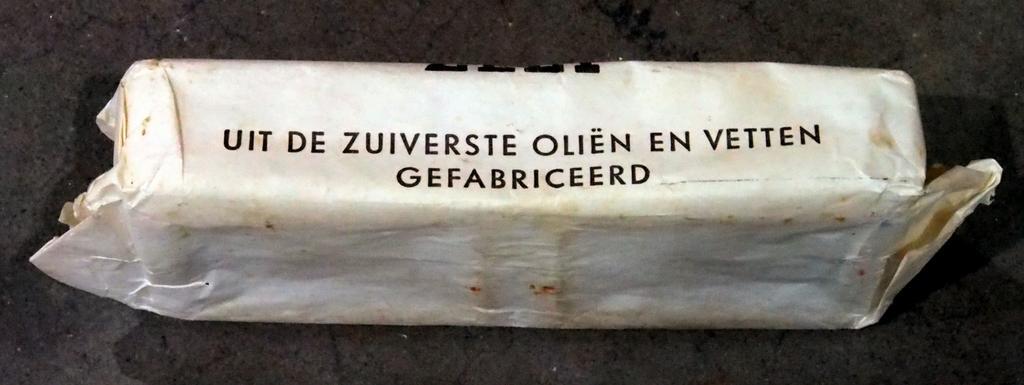 UIT DE ZUIVERSTE OLIËN EN VETTEN
GEFABRICEERD